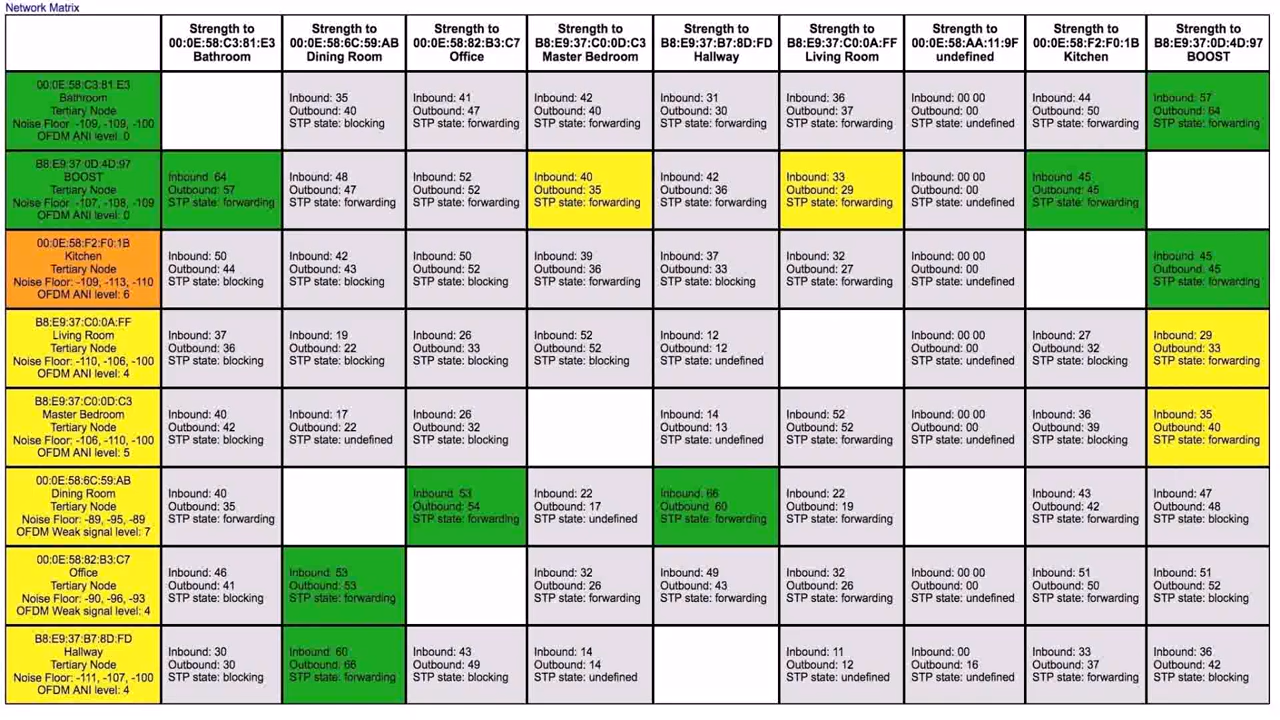 Network Matrix
Strength to 00:0E:58:C3:81:E3 Bathroom
Strength to 00:0E:58:6C:59:AB Dining Room
Strength to 00:0E:58:82:B3:C7 Office
Strength to B8:E9:37:C0:0D:C3 Master Bedroom
Strength to B8:E9:37:B7:8D:FD Hallway
Strength to B8:E9:37:C0:0A:FF Living Room
Strength to 00:0E:58:AA:11:9F undefined
Strength to 00:0E:58:F2:F0:1B Kitchen
Strength to B8:E9:37:0D:4D:97 BOOST
00:0E:58:C3:81:E3 Bathroom Tertiary Node Noise Floor: -109, -109, -100 OFDM ANI level: 0
Inbound: 35 Outbound: 40 STP state: blocking
Inbound: 41 Outbound: 47 STP state: forwarding
Inbound: 42 Outbound: 40 STP state: forwarding
Inbound: 31 Outbound: 30 STP state: forwarding
Inbound: 36 Outbound: 37 STP state: forwarding
Inbound: 00 00 Outbound: 00 STP state: undefined
Inbound: 44 Outbound: 50 STP state: forwarding
Inbound: 57 Outbound: 64 STP state: forwarding
B8:E9:37:0D:4D:97 BOOST Tertiary Node Noise Floor: -107, -108, -109 OFDM ANI level: 0
Inbound: 64 Outbound: 57 STP state: forwarding
Inbound: 48 Outbound: 47 STP state: forwarding
Inbound: 52 Outbound: 52 STP state: forwarding
Inbound: 40 Outbound: 35 STP state: forwarding
Inbound: 42 Outbound: 36 STP state: forwarding
Inbound: 33 Outbound: 29 STP state: forwarding
Inbound: 00 00 Outbound: 00 STP state: undefined
Inbound: 45 Outbound: 45 STP state: forwarding
00:0E:58:F2:F0:1B Kitchen Tertiary Node Noise Floor: -109, -113, -110 OFDM ANI level: 6
Inbound: 50 Outbound: 44 STP state: blocking
Inbound: 42 Outbound: 43 STP state: blocking
Inbound: 50 Outbound: 52 STP state: blocking
Inbound: 39 Outbound: 36 STP state: forwarding
Inbound: 37 Outbound: 33 STP state: blocking
Inbound: 32 Outbound: 27 STP state: forwarding
Inbound: 00 00 Outbound: 00 STP state: undefined
Inbound: 45 Outbound: 45 STP state: forwarding
B8:E9:37:C0:0A:FF Living Room Tertiary Node Noise Floor: -110, -106, -100 OFDM ANI level: 4
Inbound: 37 Outbound: 36 STP state: blocking
Inbound: 19 Outbound: 22 STP state: blocking
Inbound: 26 Outbound: 33 STP state: blocking
Inbound: 52 Outbound: 52 STP state: blocking
Inbound: 12 Outbound: 12 STP state: undefined
Inbound: 00 00 Outbound: 00 STP state: undefined
Inbound: 27 Outbound: 32 STP state: blocking
Inbound: 29 Outbound: 33 STP state: forwarding
B8:E9:37:C0:0D:C3 Master Bedroom Tertiary Node Noise Floor: -106, -110, -100 OFDM ANI level: 5
Inbound: 40 Outbound: 42 STP state: blocking
Inbound: 17 Outbound: 22 STP state: undefined
Inbound: 26 Outbound: 32 STP state: blocking
Inbound: 14 Outbound: 13 STP state: undefined
Inbound: 52 Outbound: 52 STP state: forwarding
Inbound: 00 00 Outbound: 00 STP state: undefined
Inbound: 36 Outbound: 39 STP state: blocking
Inbound: 35 Outbound: 40 STP state: forwarding
00:0E:58:6C:59:AB Dining Room Tertiary Node Noise Floor: -89, -95, -89 OFDM Weak signal level: 7
Inbound: 40 Outbound: 35 STP state: forwarding
Inbound: 53 Outbound: 54 STP state: forwarding
Inbound: 22 Outbound: 17 STP state: undefined
Inbound: 66 Outbound: 60 STP state: forwarding
Inbound: 22 Outbound: 19 STP state: forwarding
Inbound: 43 Outbound: 42 STP state: forwarding
Inbound: 47 Outbound: 48 STP state: blocking
00:0E:58:82:B3:C7 Office Tertiary Node Noise Floor: -90, -96, -93 OFDM Weak signal level: 4
Inbound: 46 Outbound: 41 STP state: blocking
Inbound: 53 Outbound: 53 STP state: forwarding
Inbound: 32 Outbound: 26 STP state: forwarding
Inbound: 49 Outbound: 43 STP state: forwarding
Inbound: 32 Outbound: 26 STP state: forwarding
Inbound: 00 00 Outbound: 00 STP state: undefined
Inbound: 51 Outbound: 50 STP state: forwarding
Inbound: 51 Outbound: 52 STP state: blocking
B8:E9:37:B7:8D:FD Hallway Tertiary Node Noise Floor: -111, -107, -100 OFDM ANI level: 4
Inbound: 30 Outbound: 30 STP state: blocking
Inbound: 60 Outbound: 66 STP state: forwarding
Inbound: 43 Outbound: 49 STP state: blocking
Inbound: 14 Outbound: 14 STP state: undefined
Inbound: 11 Outbound: 12 STP state: undefined
Inbound: 00 Outbound: 16 STP state: undefined
Inbound: 33 Outbound: 37 STP state: forwarding
Inbound: 36 Outbound: 42 STP state: blocking